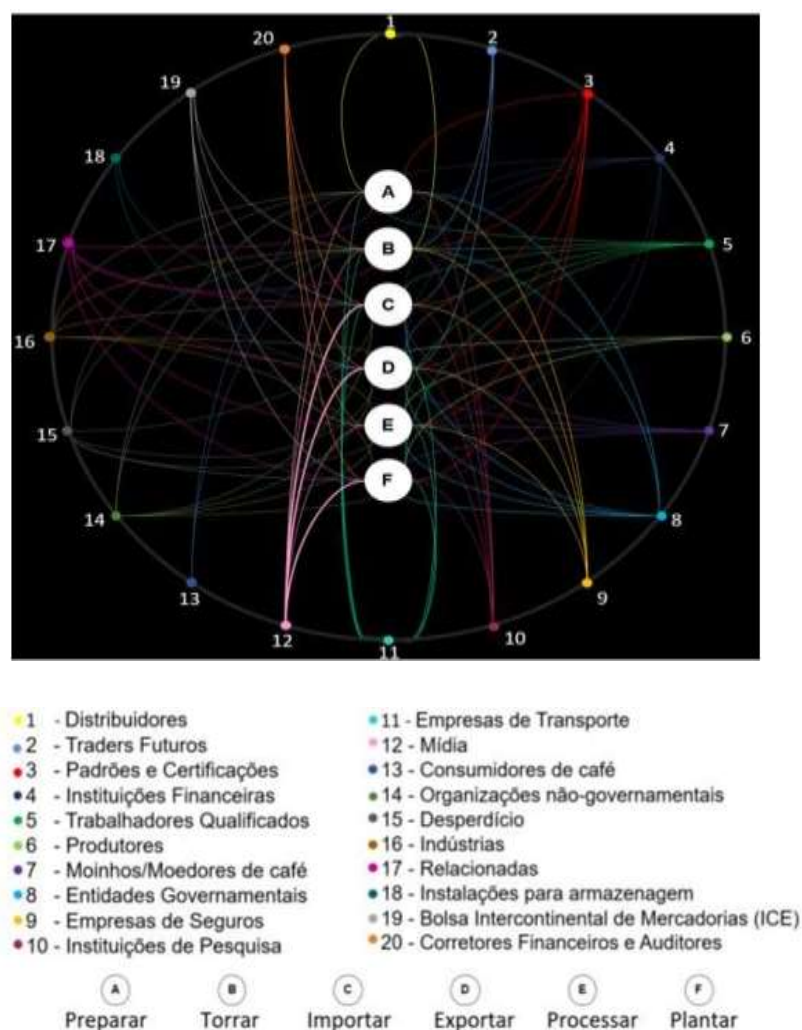 1
20
2
19
3
18
4
A
17
B
5
C
16
6
D
E
15
7
F
14
8
13
9
12
10
11
1 - Distribuidores
2 - Traders Futuros
3 - Padrões e Certificações
4 - Instituições Financeiras
5 - Trabalhadores Qualificados
6 - Produtores
7 - Moinhos/Moedores de café
8 - Entidades Governamentais
9 - Empresas de Seguros
10 - Instituições de Pesquisa
11 - Empresas de Transporte
12 - Mídia
13 - Consumidores de café
14 - Organizações não-governamentais
15 - Desperdício
16 - Indústrias
17 - Relacionadas
18 - Instalações para armazenagem
19 - Bolsa Intercontinental de Mercadorias (ICE)
20 - Corretores Financeiros e Auditores
A B C D E F
Preparar Torrar Importar Exportar Processar Plantar